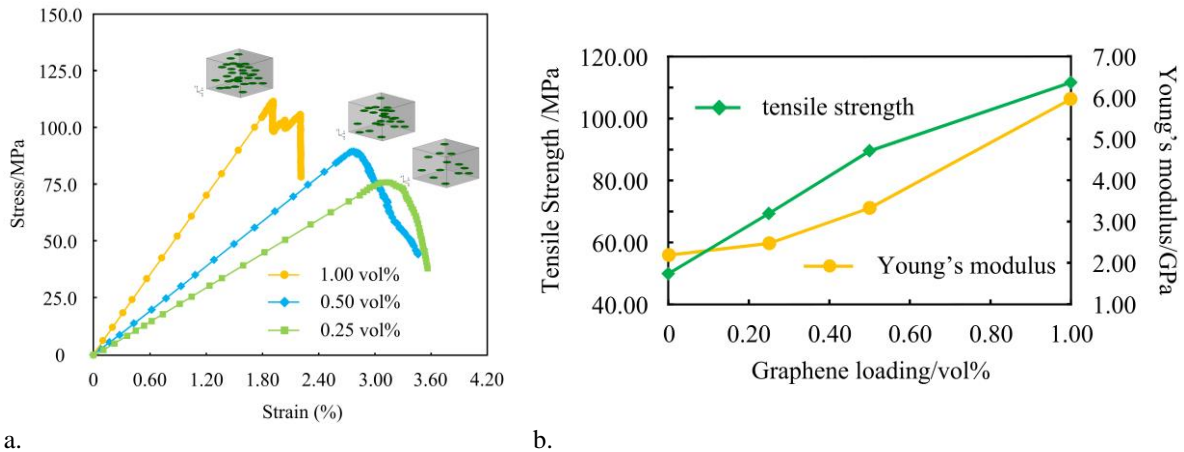 150.0
125.0
100.0
75.0
50.0
25.0
0
Stress/MPa
1.00 vol%
0.50 vol%
0.25 vol%
0 0.60 1.20 1.80 2.40 3.00 3.60 4.20
Strain (%)
a.
120.00
100.00
80.00
60.00
40.00
Tensile Strength /MPa
tensile strength
Young's modulus
7.00
6.00
5.00
4.00
3.00
2.00
1.00
Young's modulus/GPa
0 0.20 0.40 0.60 0.80 1.00
Graphene loading/vol%
b.